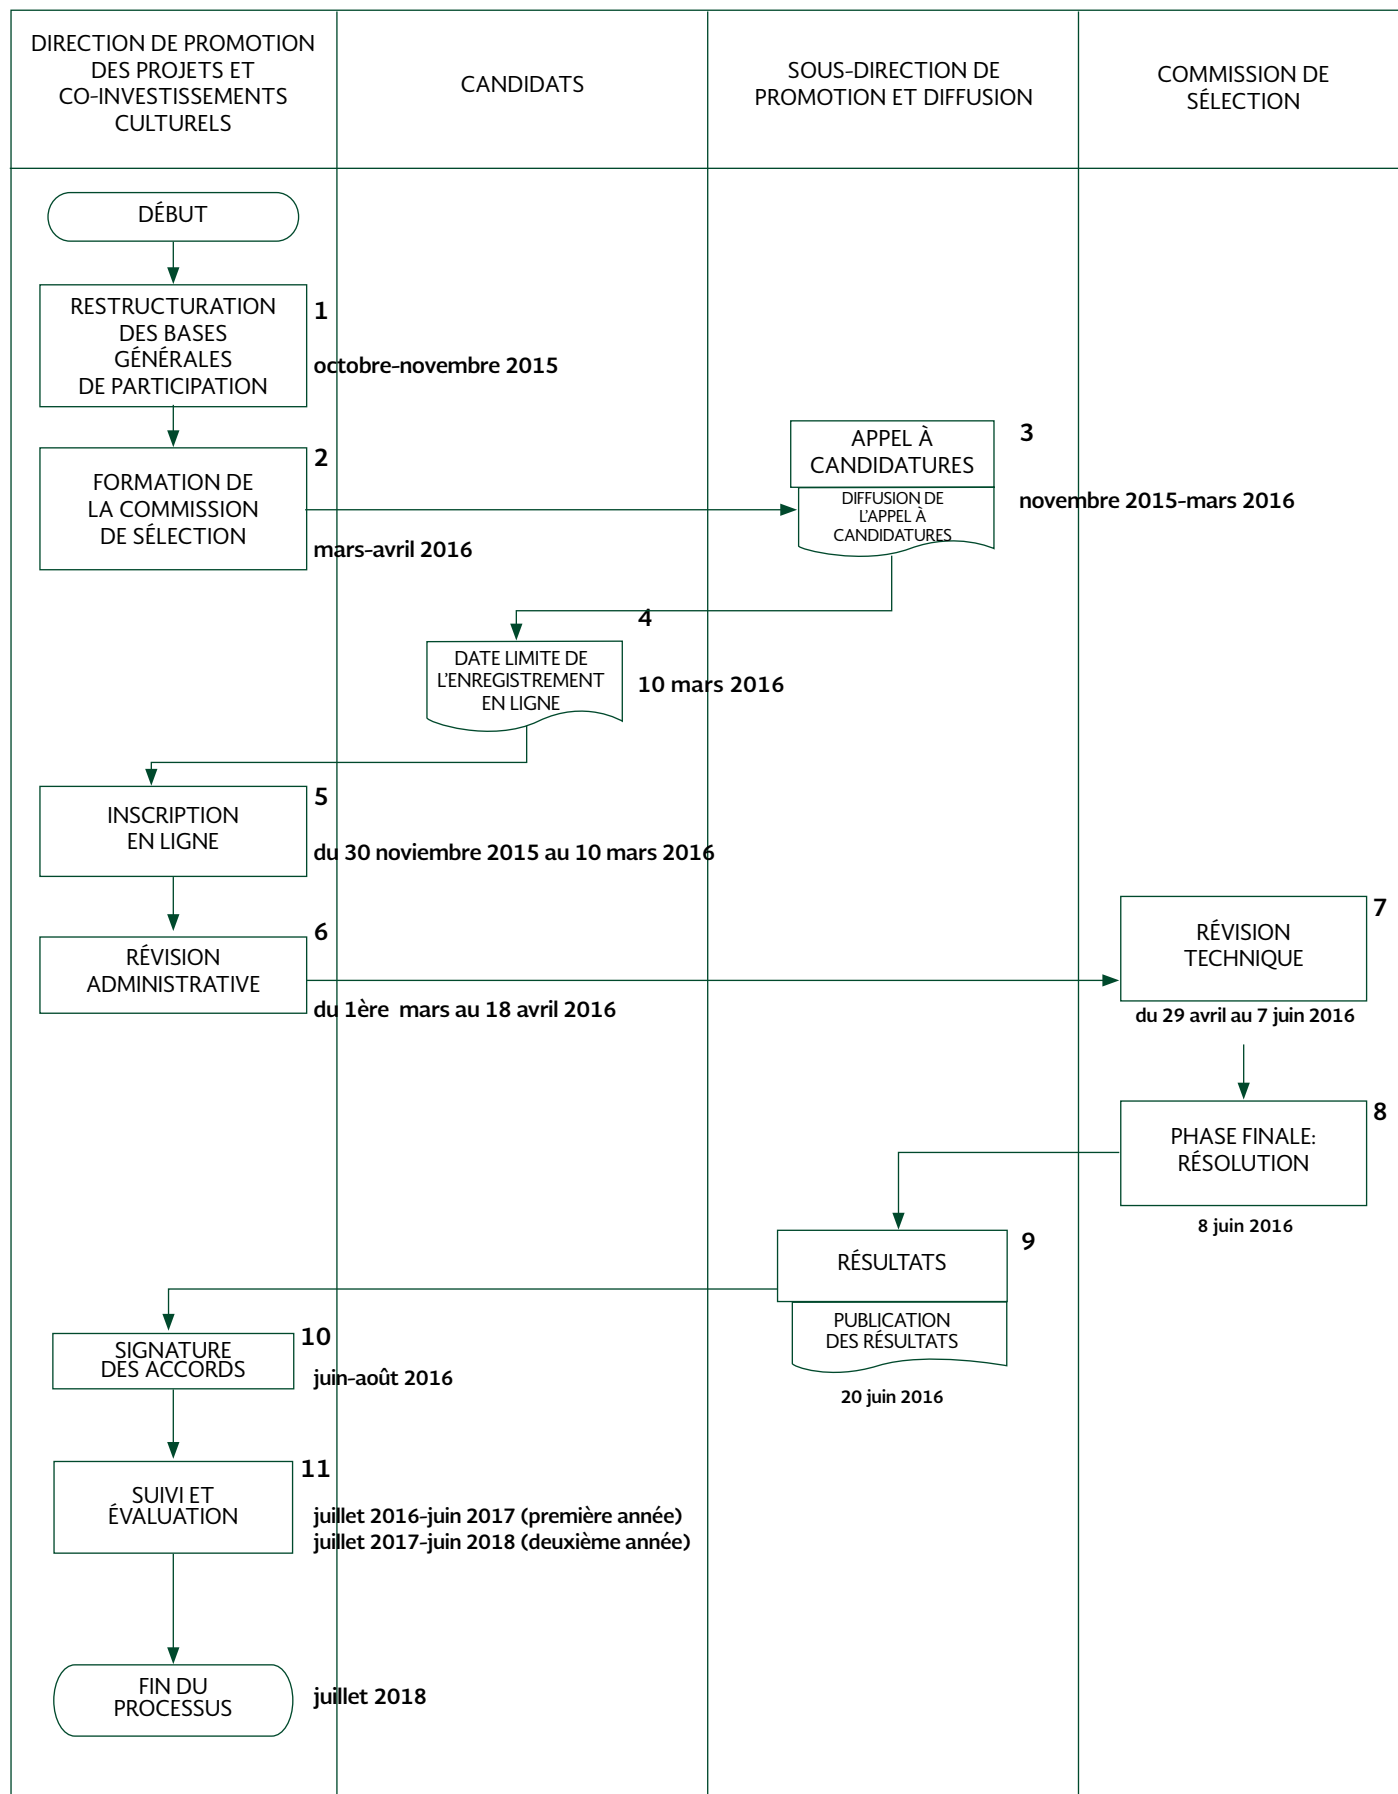 DIRECTION DE PROMOTION
DES PROJETS ET
CO-INVESTISSEMENTS
CULTURELS
CANDIDATS
SOUS-DIRECTION DE
PROMOTION ET DIFFUSION
COMMISSION DE
SÉLECTION
DÉBUT
RESTRUCTURATION
DES BASES
GÉNÉRALES
DE PARTICIPATION
1
octobre-novembre 2015
FORMATION DE
LA COMMISSION
DE SÉLECTION
2
mars-avril 2016
APPEL À
CANDIDATURES
DIFFUSION DE
L'APPEL À
CANDIDATURES
3
novembre 2015-mars 2016
4
DATE LIMITE DE
L'ENREGISTREMENT
EN LIGNE
10 mars 2016
INSCRIPTION
EN LIGNE
5
du 30 noviembre 2015 au 10 mars 2016
RÉVISION
ADMINISTRATIVE
6
du 1ère  mars au 18 avril 2016
RÉVISION
TECHNIQUE
7
du 29 avril au 7 juin 2016
PHASE FINALE:
RÉSOLUTION
8
8 juin 2016
RÉSULTATS
PUBLICATION
DES RÉSULTATS
9
20 juin 2016
SIGNATURE
DES ACCORDS
10
juin-août 2016
SUIVI ET
ÉVALUATION
11
juillet 2016-juin 2017 (première année)
juillet 2017-juin 2018 (deuxième année)
FIN DU
PROCESSUS
juillet 2018